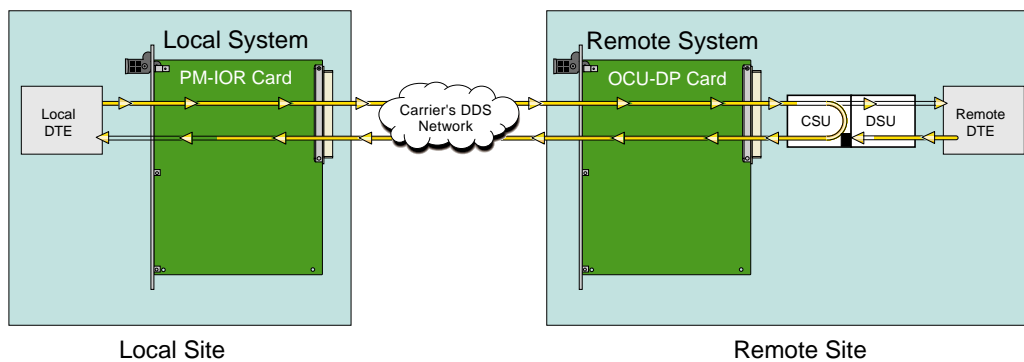 Local System
Remote System
PM-IOR Card
OCU-DP Card
Local
DTE
Carrier's DDS
Network
CSU
DSU
Remote
DTE
Local Site
Remote Site